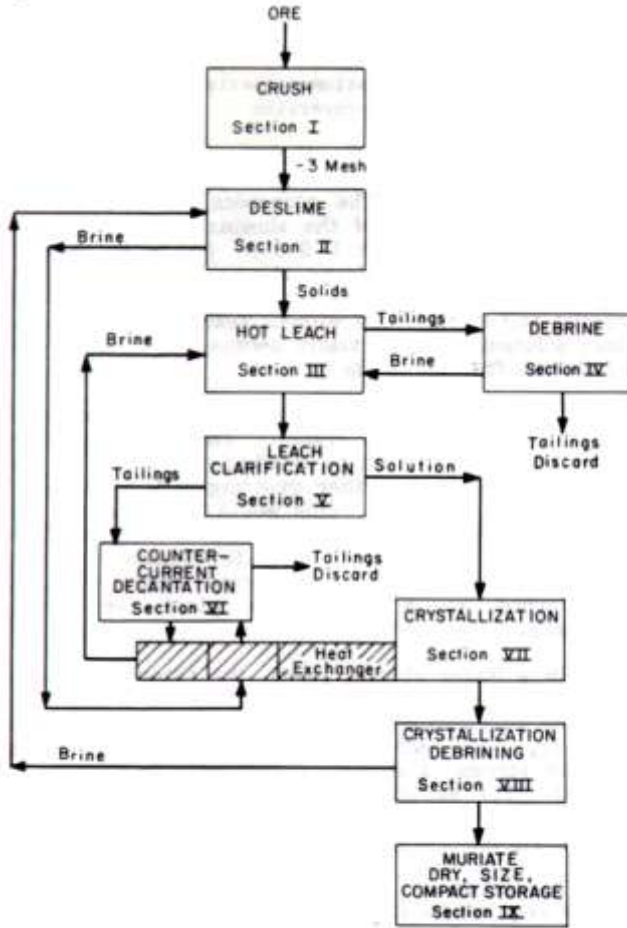 ORE
CRUSH
Section I
-3 Mesh
DESLIME
Section II
Brine
Solids
HOT LEACH
Section III
Brine
Tailings
Brine
DEBRINE
Section IV
Tailings
Discard
LEACH
CLARIFICATION
Section V
Tailings
Solution
COUNTER-
CURRENT
DECANTATION
Section VI
Tailings
Discard
Heat
Exchanger
CRYSTALLIZATION
Section VII
CRYSTALLIZATION
DEBRINING
Section VIII
Brine
MURIATE
DRY, SIZE,
COMPACT STORAGE
Section IX